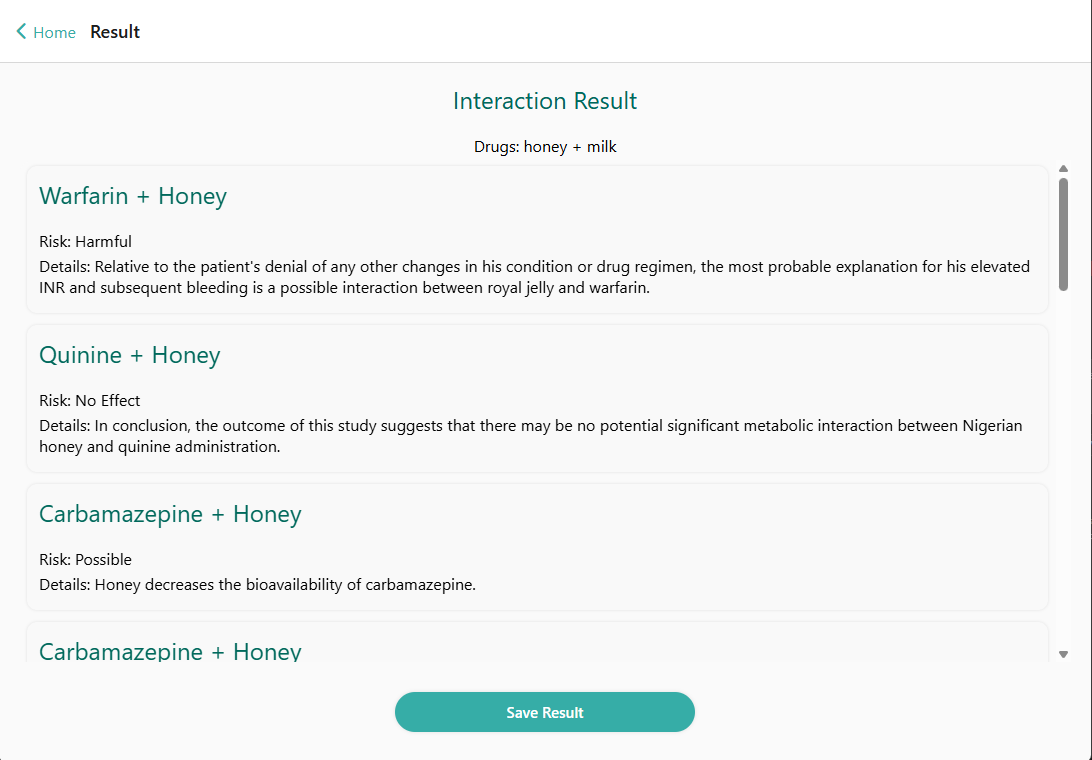 Home Result
Interaction Result
Drugs: honey + milk
Warfarin + Honey
Risk: Harmful
Details: Relative to the patient's denial of any other changes in his condition or drug regimen, the most probable explanation for his elevated
INR and subsequent bleeding is a possible interaction between royal jelly and warfarin.
Quinine + Honey
Risk: No Effect
Details: In conclusion, the outcome of this study suggests that there may be no potential significant metabolic interaction between Nigerian
honey and quinine administration.
Carbamazepine + Honey
Risk: Possible
Details: Honey decreases the bioavailability of carbamazepine.
Carbamazepine + Honey
Save Result